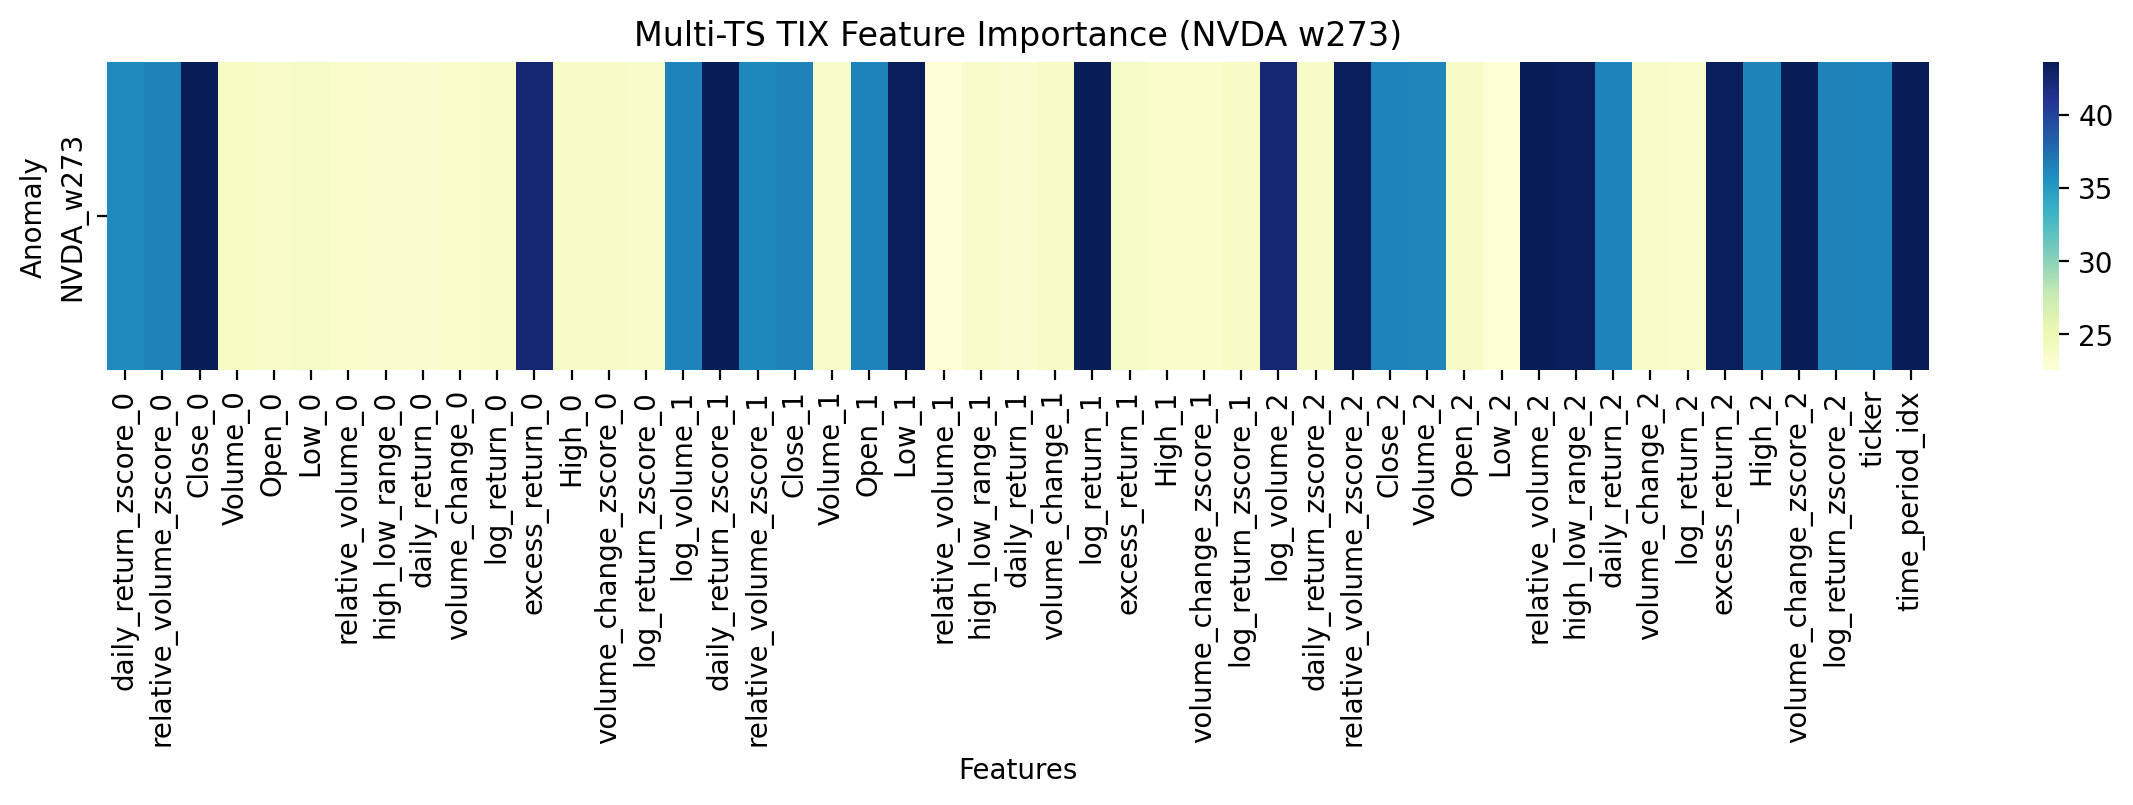 Multi-TS TIX Feature Importance (NVDA w273)
Anomaly
NVDA_w273
40
35
30
25
daily_return_zscore_0
relative_volume_zscore_0
Close_0
Volume_0
Open_0
Low_0
relative_volume_0
high_low_range_0
daily_return_0
volume_change_0
log_return_0
excess_return_0
High_0
volume_change_zscore_0
log_return_zscore_0
log_volume_1
daily_return_zscore_1
relative_volume_zscore_1
Close_1
Volume_1
Open_1
Low_1
relative_volume_1
high_low_range_1
daily_return_1
volume_change_1
log_return_1
excess_return_1
High_1
volume_change_zscore_1
log_return_zscore_1
log_volume_2
daily_return_zscore_2
relative_volume_zscore_2
Close_2
Volume_2
Open_2
Low_2
relative_volume_2
high_low_range_2
daily_return_2
volume_change_2
log_return_2
excess_return_2
High_2
volume_change_zscore_2
log_return_zscore_2
ticker
time_period_idx
Features